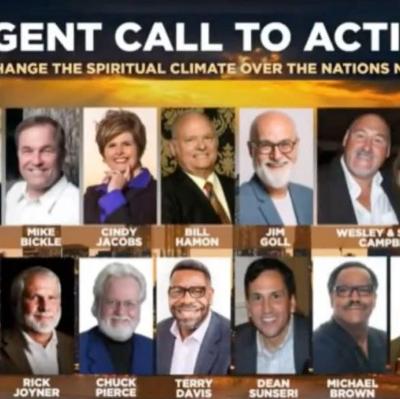 GENT CALL TO ACTI
HANGE THE SPIRITUAL CLIMATE OVER THE NATIONS N
MIKE BICKLE
CINDY JACOBS
BILL HAMON
JIM GOLL
WESLEY & S
CAMPB
RICK JOYNER
CHUCK PIERCE
TERRY DAVIS
DEAN SUNSERI
MICHAEL BROWN